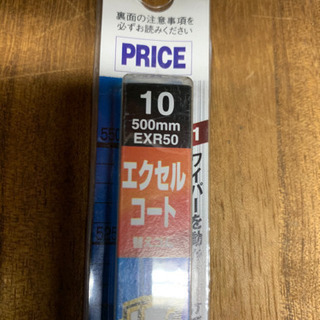 裏面の注意事項を
必ずお読みください
PRICE
10
500mm
EXR50
エクセル
コート
1
ワイパーを動